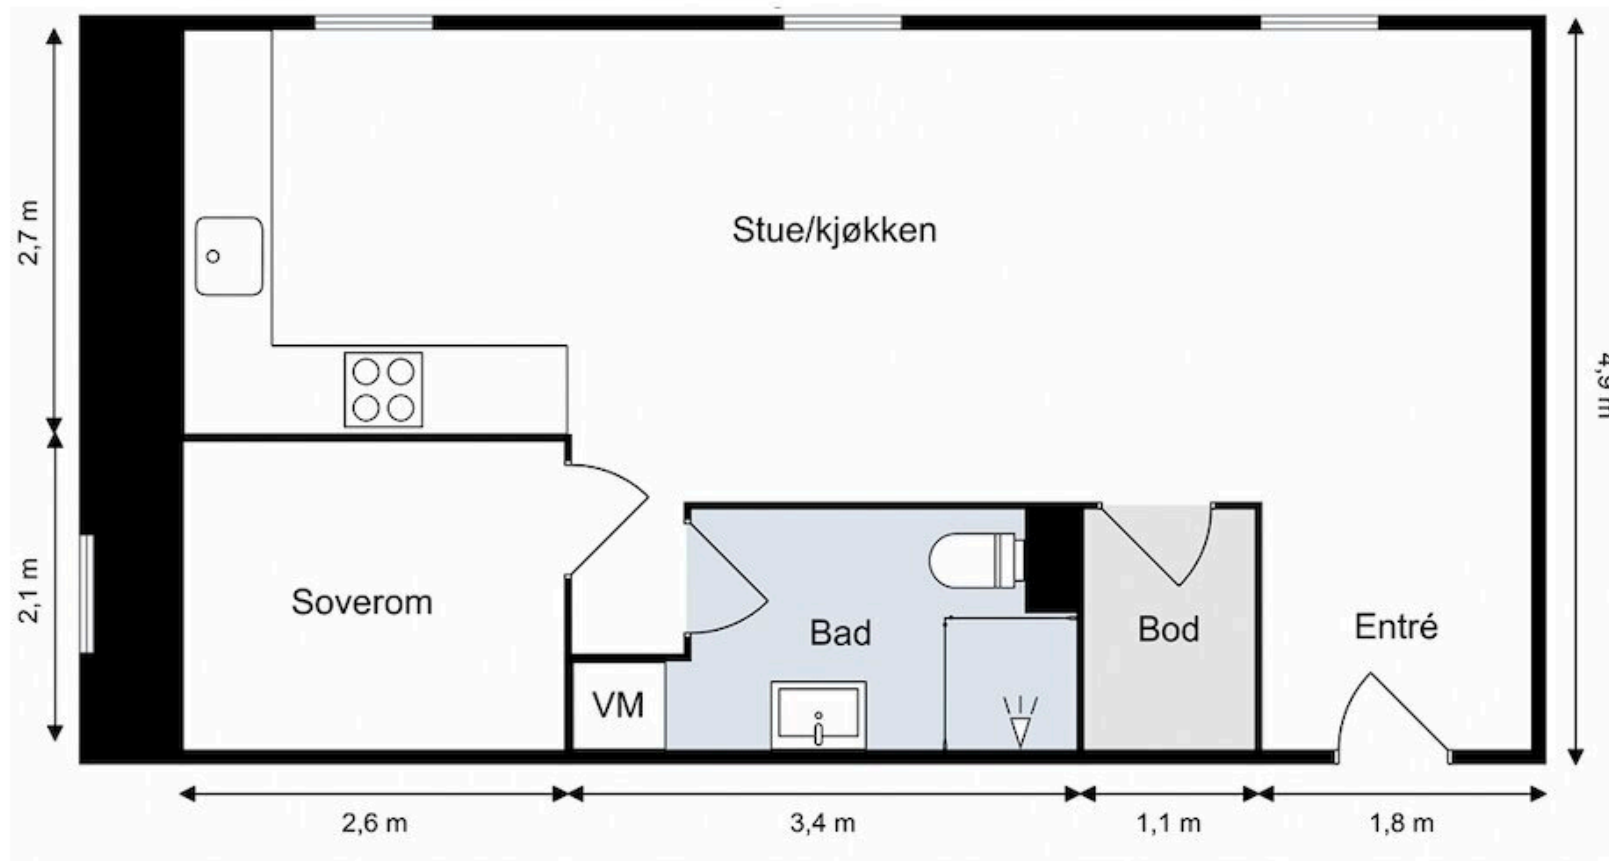 2,7 m
Stue/kjøkken
4,9 m
2,1 m
Soverom
Bad
Bod
Entré
VM
2,6 m
3,4 m
1,1 m
1,8 m